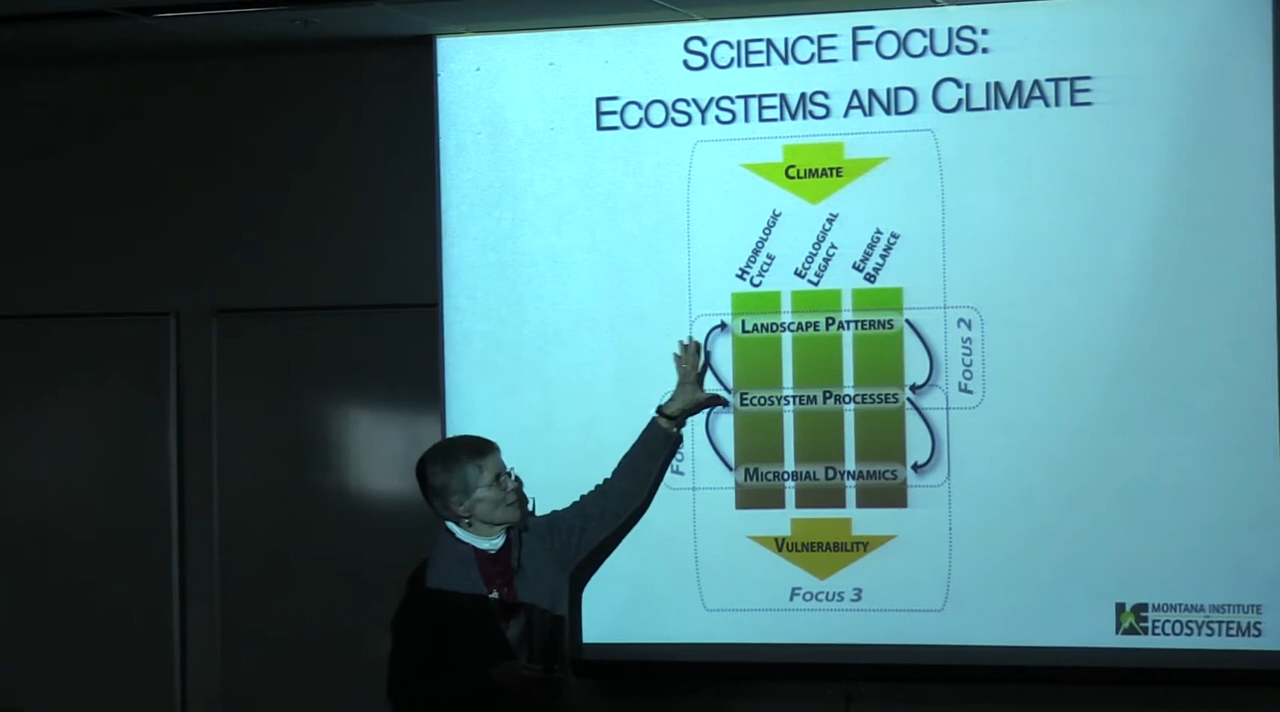 SCIENCE FOCUS:
ECOSYSTEMS AND CLIMATE
CLIMATE
HYDROLOGIC
CYCLE
ECOLOGICAL
LEGACY
ENERGY
BALANCE
LANDSCAPE PATTERNS
Focus 2
ECOSYSTEM PROCESSES
MICROBIAL DYNAMICS
VULNERABILITY
Focus 3
MONTANA INSTITUTE
ECOSYSTEMS